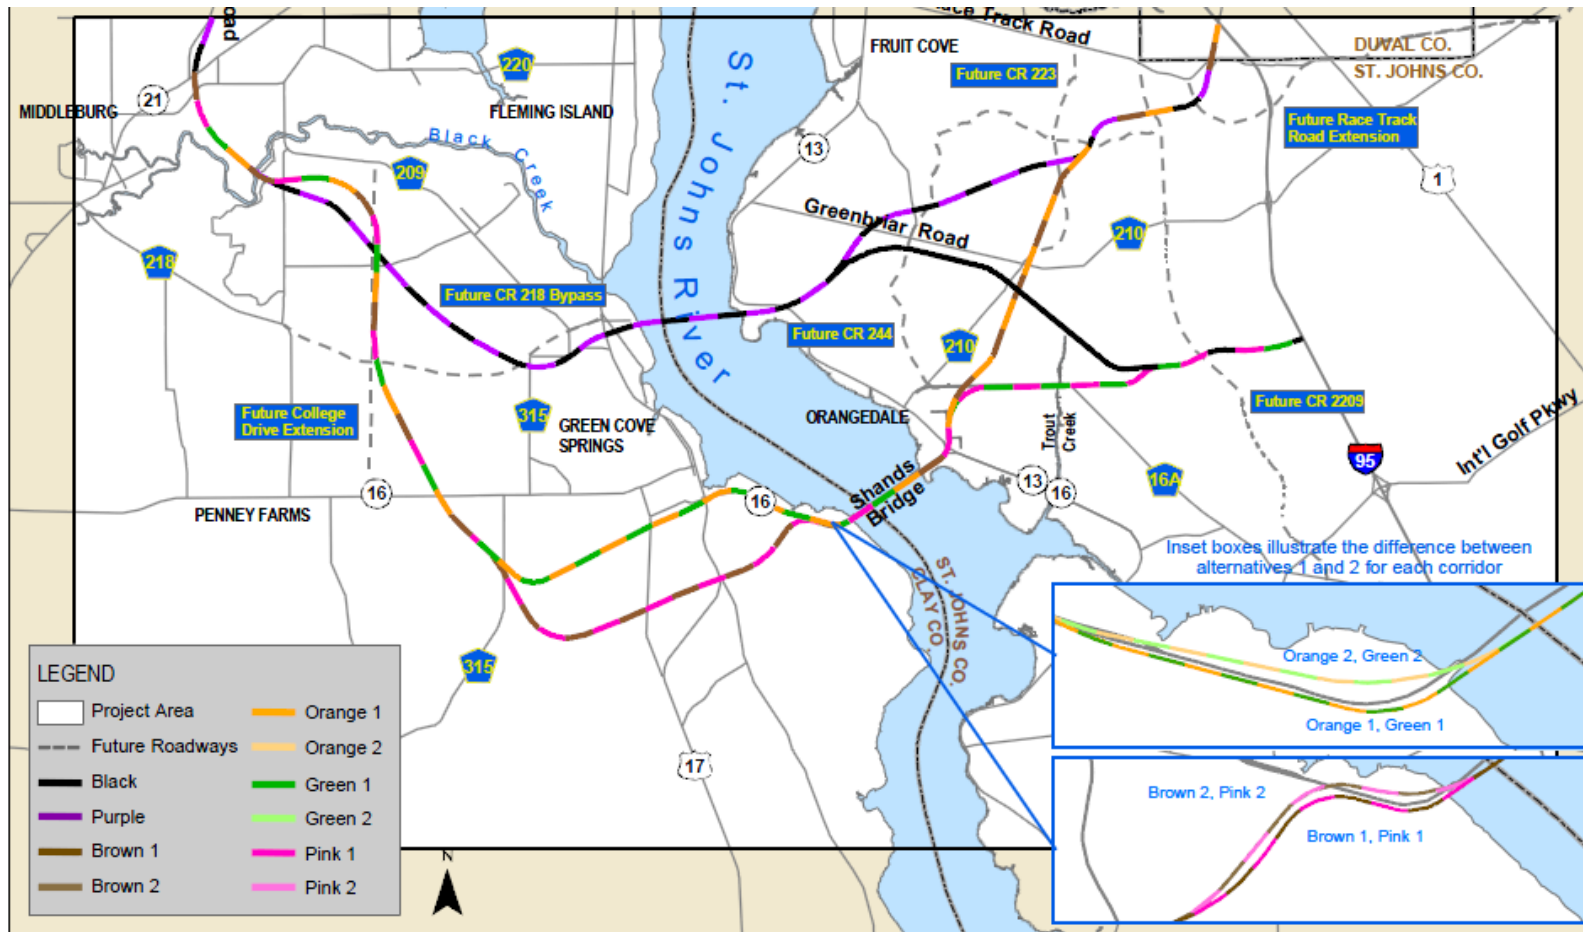 oad
ace Track Road
FRUIT COVE
DUVAL CO.
ST. JOHNS CO.
220
Future CR 223
21
MIDDLEBURG
FLEMING ISLAND
Future Race Track
Road Extension
Black Creek
13
St. Johns River
209
1
Greenbriar Road
210
218
Future CR 218 Bypass
Future CR 244
210
Future College
Drive Extension
315
GREEN COVE
SPRINGS
ORANGEDALE
Trout
Creek
Future CR 2209
Int'l Golf Pkwy
95
16
16
Shands
Bridge
13
16
16A
PENNEY FARMS
Inset boxes illustrate the difference between
alternatives 1 and 2 for each corridor
ST. JOHNS CO.
CLAY CO.
Orange 2, Green 2
Orange 1, Green 1
315
17
Brown 2, Pink 2
Brown 1, Pink 1
LEGEND
Project Area
Future Roadways
Black
Purple
Brown 1
Brown 2
Orange 1
Orange 2
Green 1
Green 2
Pink 1
Pink 2
N